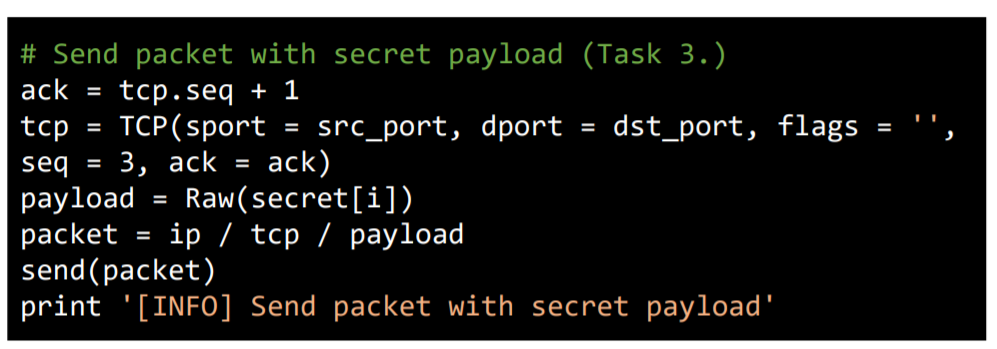 # Send packet with secret payload (Task 3.)
ack = tcp.seq + 1
tcp = TCP(sport = src_port, dport = dst_port, flags = '',
seq = 3, ack = ack)
payload = Raw(secret[i])
packet = ip / tcp / payload
send(packet)
print '[INFO] Send packet with secret payload'